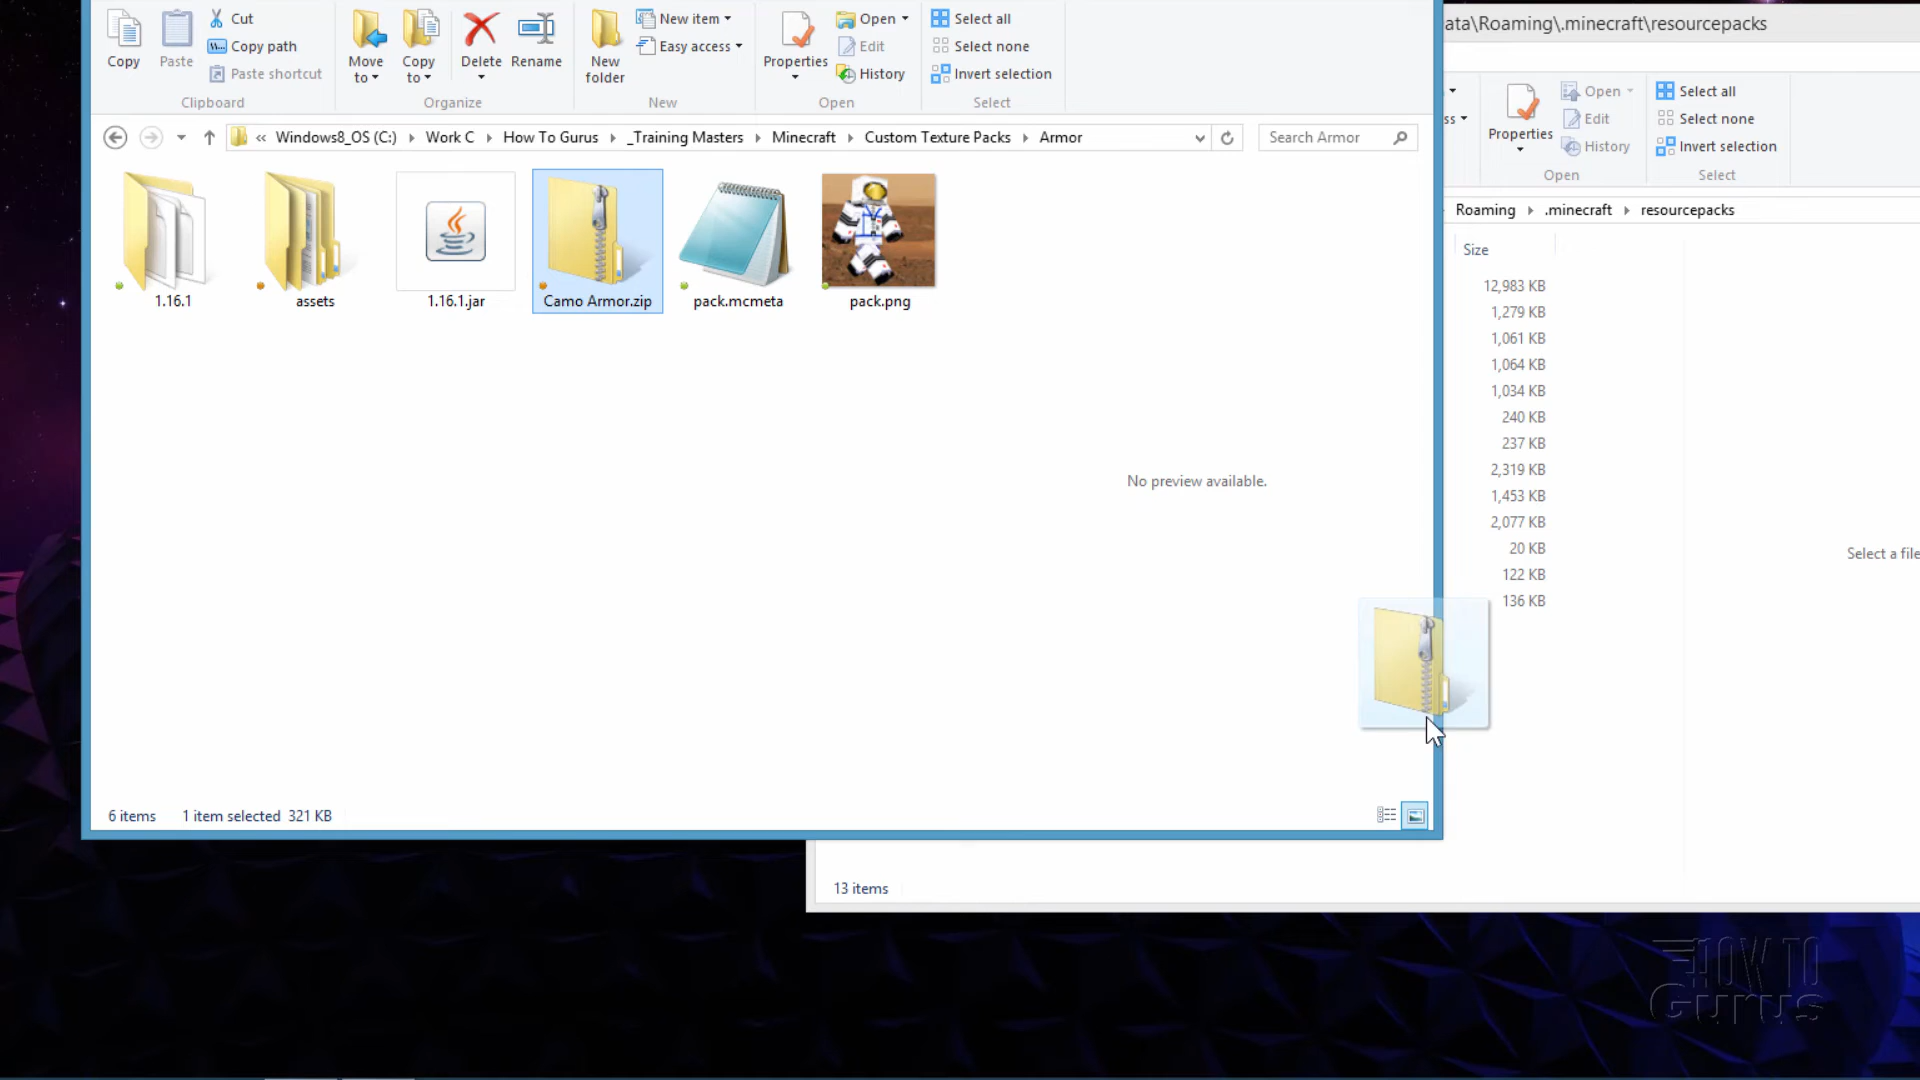 Copy
Paste
Cut
Copy path
Paste shortcut
Clipboard
Move to
Copy to
Delete
Rename
Organize
New folder
New item
Easy access
New
Properties
Open
Edit
History
Open
Select all
Select none
Invert selection
Select
« Windows8_OS (C:) Work C How To Gurus _Training Masters Minecraft Custom Texture Packs Armor
Search Armor
1.16.1
assets
1.16.1.jar
Camo Armor.zip
pack.mcmeta
pack.png
No preview available.
6 items 1 item selected 321 KB
ata\Roaming\.minecraft\resourcepacks
ss
Properties
Open
Edit
History
Open
Select all
Select none
Invert selection
Select
Roaming .minecraft resourcepacks
Size
12,983 KB
1,279 KB
1,061 KB
1,064 KB
1,034 KB
240 KB
237 KB
2,319 KB
1,453 KB
2,077 KB
20 KB
122 KB
136 KB
Select a file
13 items
HOW TO
GURUS